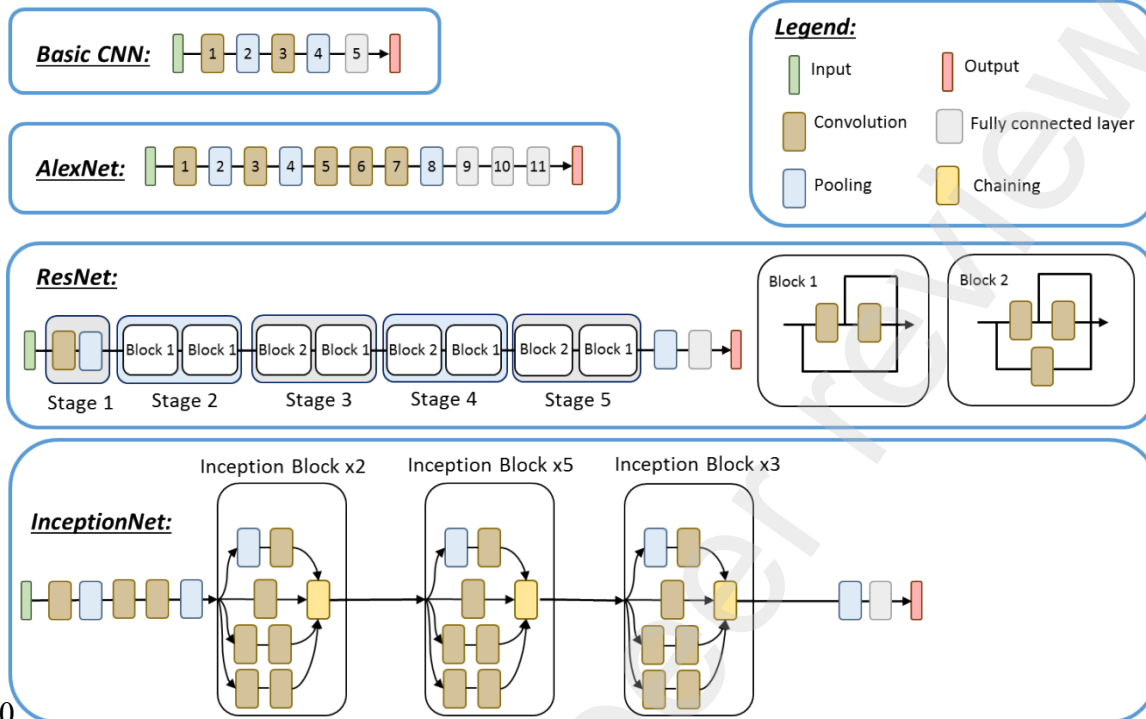 Basic CNN:
1 2 3 4 5
Legend:
Input
Output
Convolution
Fully connected layer
Pooling
Chaining
AlexNet:
1 2 3 4 5 6 7 8 9 10 11
ResNet:
Block 1 Block 1 Block 2 Block 1 Block 2 Block 1 Block 2 Block 1
Stage 1 Stage 2 Stage 3 Stage 4 Stage 5
Block 1
Block 2
InceptionNet:
Inception Block x2 Inception Block x5 Inception Block x3
0
eer review